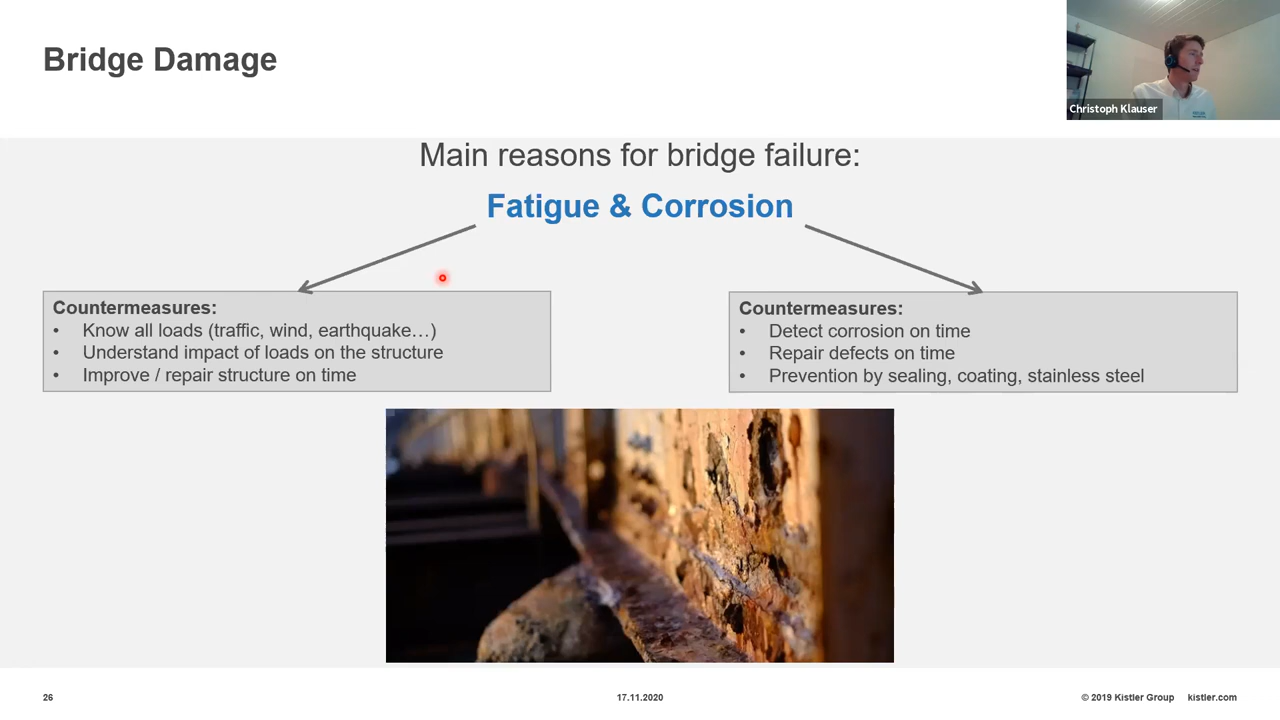 Bridge Damage
Christoph Klauser
Main reasons for bridge failure:
Fatigue & Corrosion
Countermeasures:
• Know all loads (traffic, wind, earthquake…)
• Understand impact of loads on the structure
• Improve / repair structure on time
Countermeasures:
• Detect corrosion on time
• Repair defects on time
• Prevention by sealing, coating, stainless steel
26
17.11.2020
© 2019 Kistler Group kistler.com